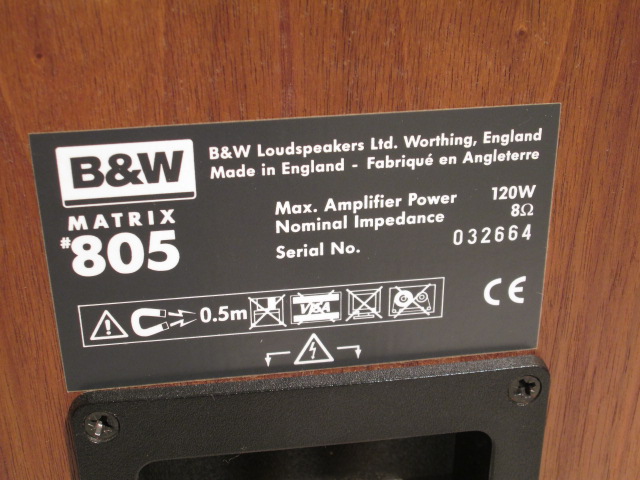 B&W
MATRIX
#805
B&W Loudspeakers Ltd. Worthing, England
Made in England - Fabriqué en Angleterre
Max. Amplifier Power 120W
Nominal Impedance 8Ω
Serial No. 032664
0.5m VISA
CE